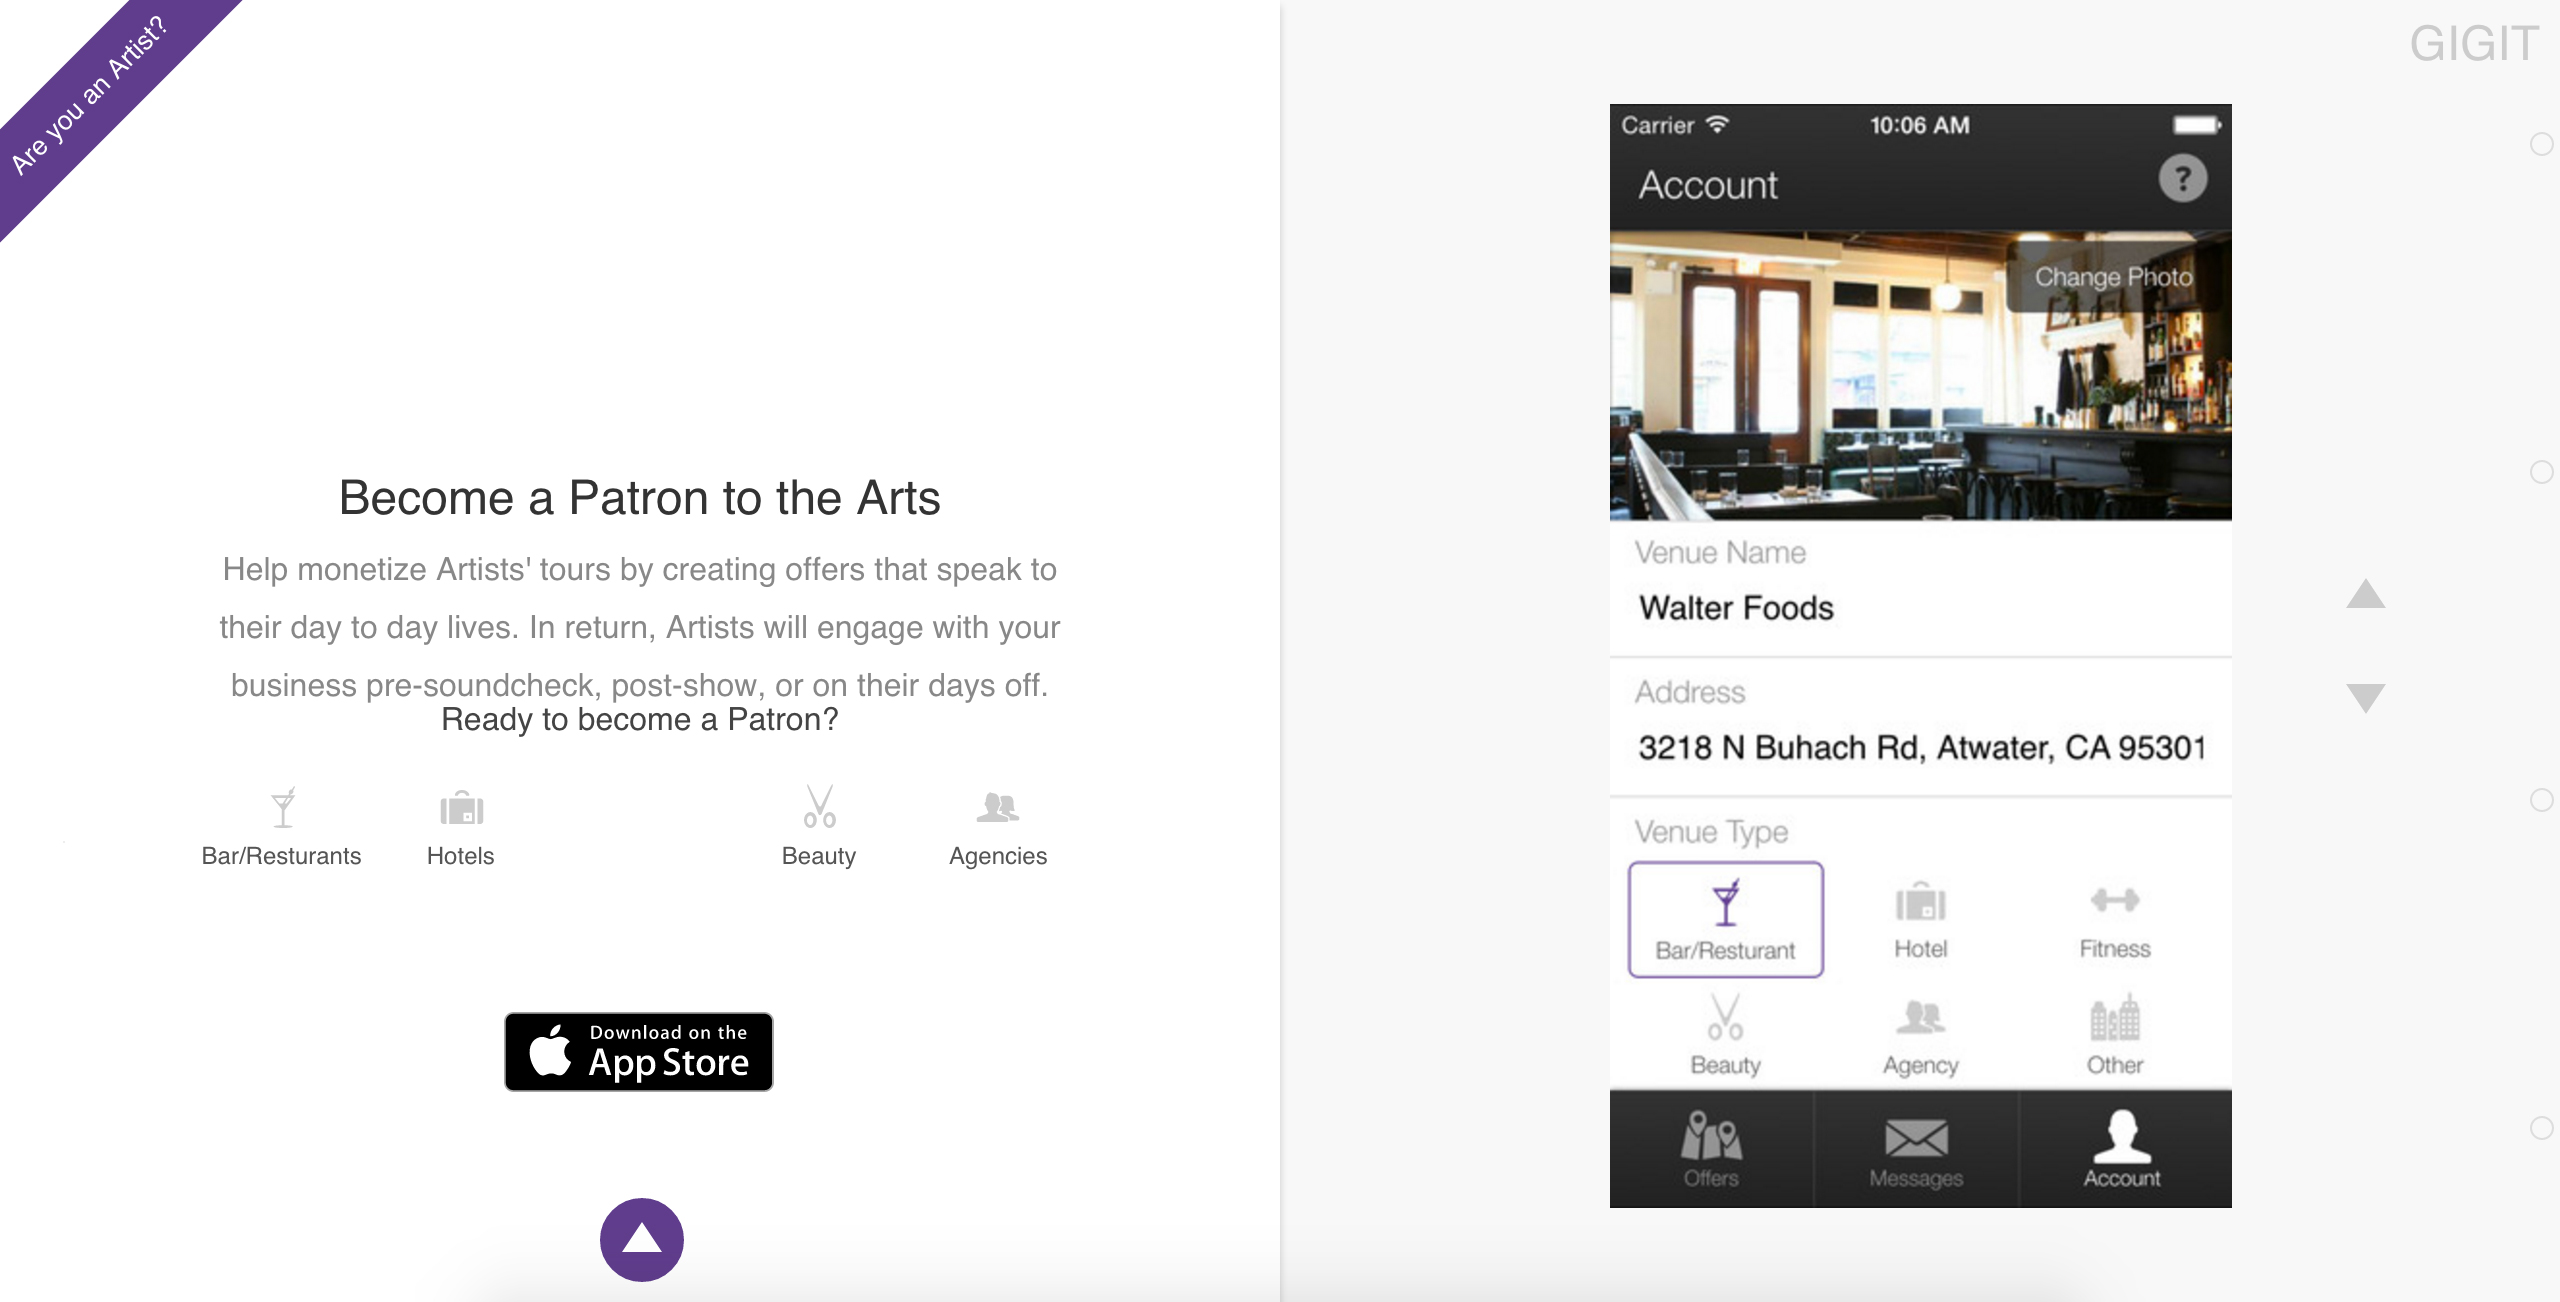 Are you an Artist?
Become a Patron to the Arts
Help monetize Artists' tours by creating offers that speak to
their day to day lives. In return, Artists will engage with your
business pre-soundcheck, post-show, or on their days off.
Ready to become a Patron?
Bar/Resturants
Hotels
Beauty
Agencies
Download on the
App Store
GIGIT
Carrier
10:06 AM
Account
?
Change Photo
Venue Name
Walter Foods
Address
3218 N Buhach Rd, Atwater, CA 95301
Venue Type
Bar/Resturant
Hotel
Fitness
Beauty
Agency
Other
Offers
Messages
Account